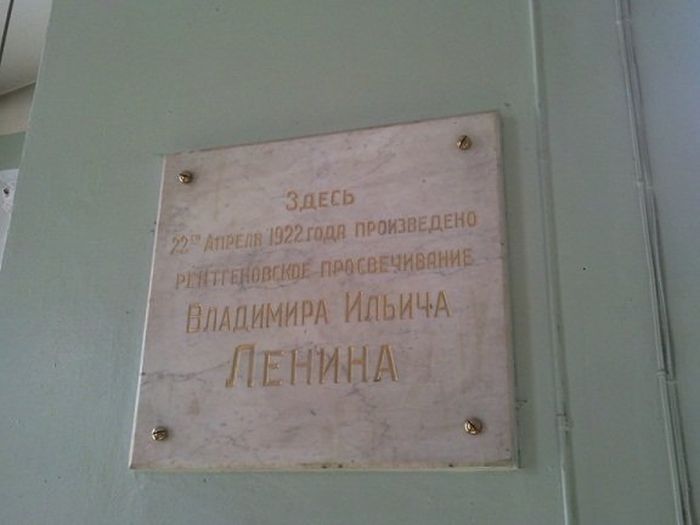 Здесь
22го Апреля 1922 года произведено
рентгеновское просвечивание
Владимира Ильича
Ленина